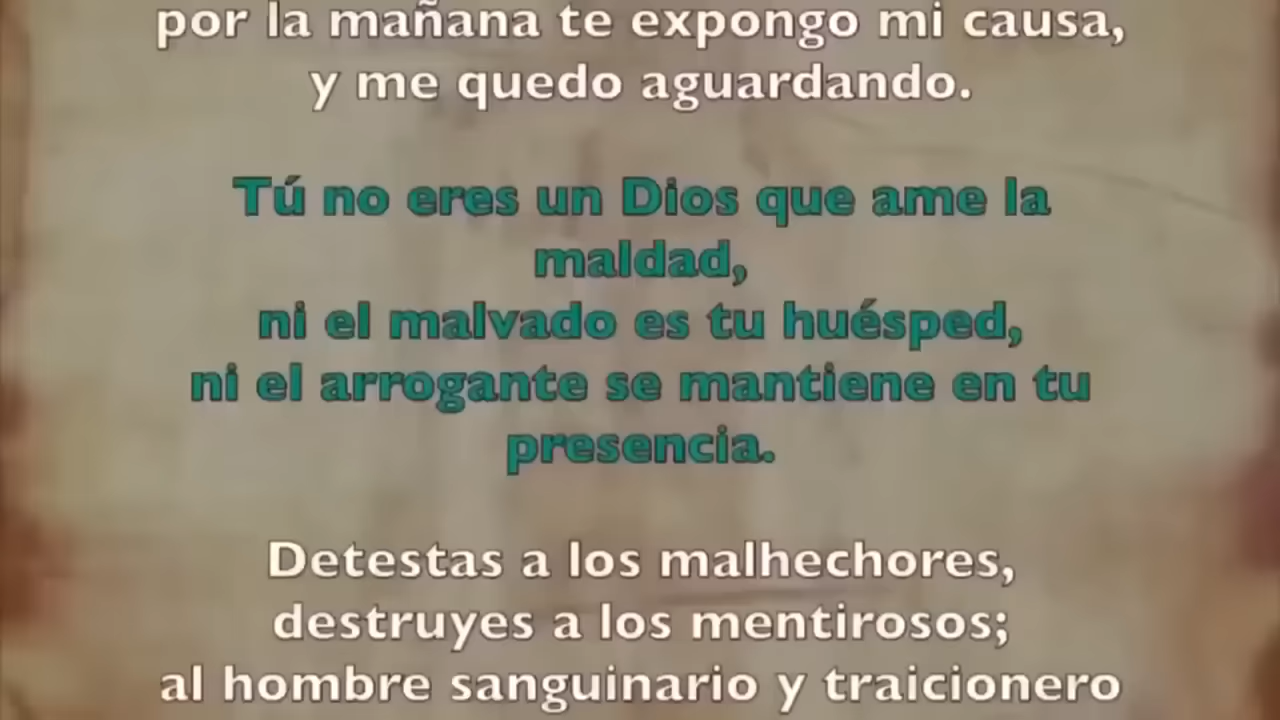 por la mañana te expongo mi causa,
y me quedo aguardando.
Tú no eres un Dios que ame la
maldad,
ni el malvado es tu huésped,
ni el arrogante se mantiene en tu
presencia.
Detestas a los malhechores,
destruyes a los mentirosos;
al hombre sanguinario y traicionero